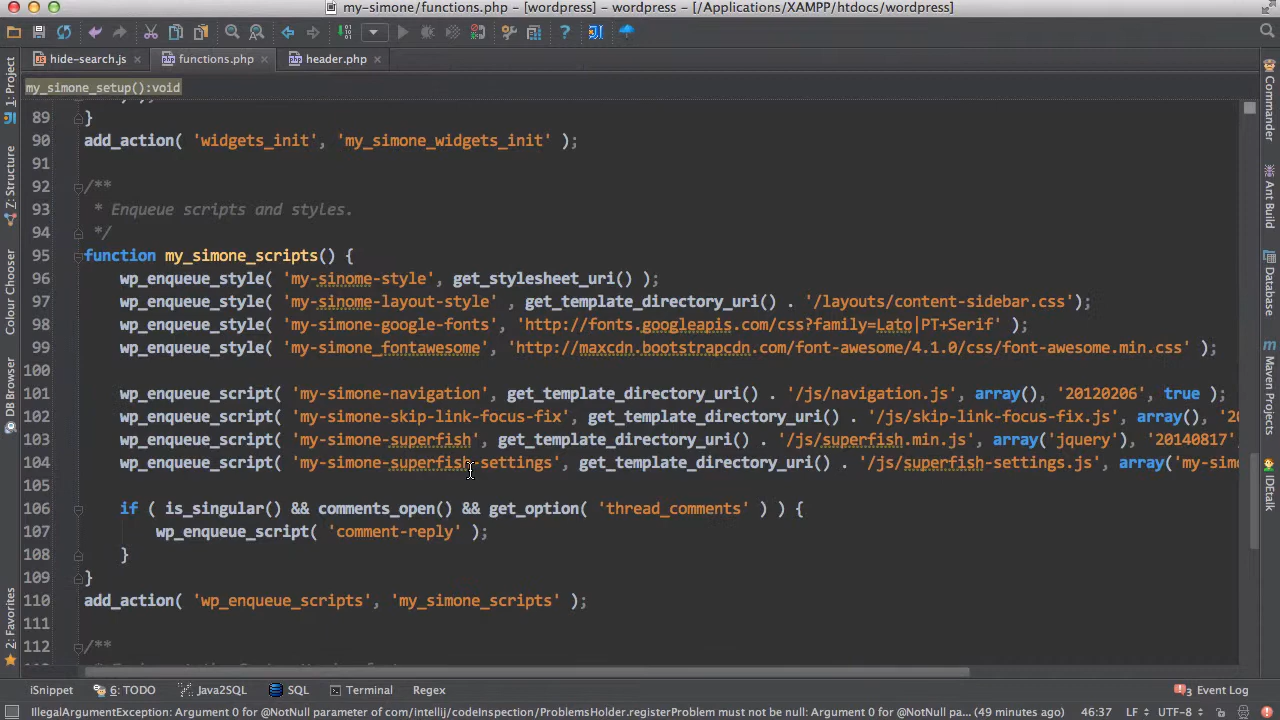 my-simone/functions.php - [wordpress] - wordpress - [/Applications/XAMPP/htdocs/wordpress]
hide-search.js
functions.php
header.php
my_simone_setup():void
89 }
90 add_action( 'widgets_init', 'my_simone_widgets_init' );
91
92 /**
93 * Enqueue scripts and styles.
94 */
95 function my_simone_scripts() {
96 wp_enqueue_style( 'my-sinome-style', get_stylesheet_uri() );
97 wp_enqueue_style( 'my-sinome-layout-style' , get_template_directory_uri() . '/layouts/content-sidebar.css');
98 wp_enqueue_style( 'my-simone-google-fonts', 'http://fonts.googleapis.com/css?family=Lato|PT+Serif' );
99 wp_enqueue_style( 'my-simone_fontawesome', 'http://maxcdn.bootstrapcdn.com/font-awesome/4.1.0/css/font-awesome.min.css' );
100
101 wp_enqueue_script( 'my-simone-navigation', get_template_directory_uri() . '/js/navigation.js', array(), '20120206', true );
102 wp_enqueue_script( 'my-simone-skip-link-focus-fix', get_template_directory_uri() . '/js/skip-link-focus-fix.js', array(), '20
103 wp_enqueue_script( 'my-simone-superfish', get_template_directory_uri() . '/js/superfish.min.js', array('jquery'), '20140817',
104 wp_enqueue_script( 'my-simone-superfish-settings', get_template_directory_uri() . '/js/superfish-settings.js', array('my-simo
105
106 if ( is_singular() && comments_open() && get_option( 'thread_comments' ) ) {
107 wp_enqueue_script( 'comment-reply' );
108 }
109 }
110 add_action( 'wp_enqueue_scripts', 'my_simone_scripts' );
111
112 /**
1: Project
Z: Structure
Colour Chooser
DB Browser
2: Favorites
Commander
Ant Build
Database
Maven Projects
IDEtalk
iSnippet
6: TODO
Java2SQL
SQL
Terminal
Regex
3 Event Log
IllegalArgumentException: Argument 0 for @NotNull parameter of com/intellij/codeInspection/ProblemsHolder.registerProblem must not be null: Argument 0 for @NotNull pa... (49 minutes ago)
46:37
LF
UTF-8